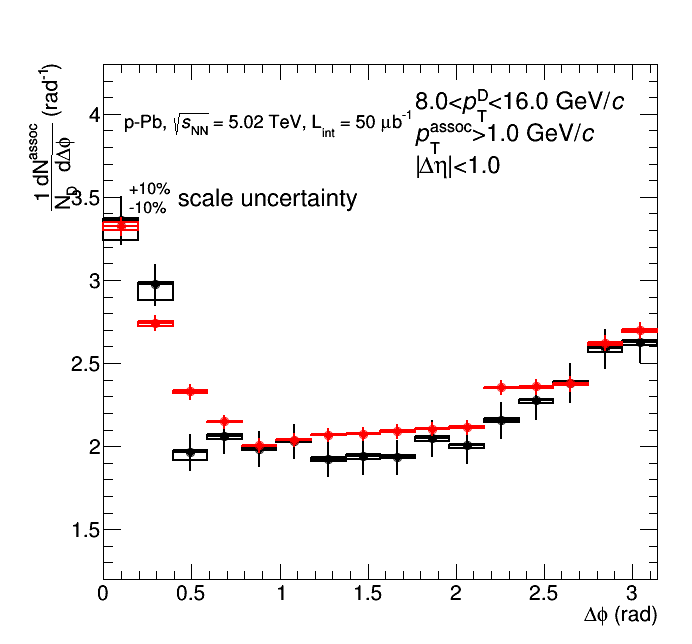 1 dN^assoc / N_D dΔϕ (rad^-1)
p-Pb, √s_NN = 5.02 TeV, L_int = 50 μb^-1
8.0<p_T^D<16.0 GeV/c
p_T^assoc>1.0 GeV/c
|Δη|<1.0
+10%
-10% scale uncertainty
4
3.5
3
2.5
2
1.5
0 0.5 1 1.5 2 2.5 3
Δϕ (rad)